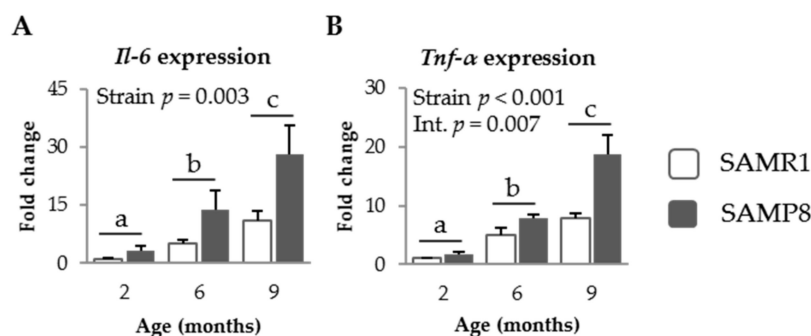 A
Il-6 expression
Fold change
45
30
15
0
Strain p = 0.003
a
b
c
2 6 9
Age (months)
B
Tnf-α expression
Fold change
30
20
10
0
Strain p < 0.001
Int. p = 0.007
a
b
c
2 6 9
Age (months)
SAMR1
SAMP8